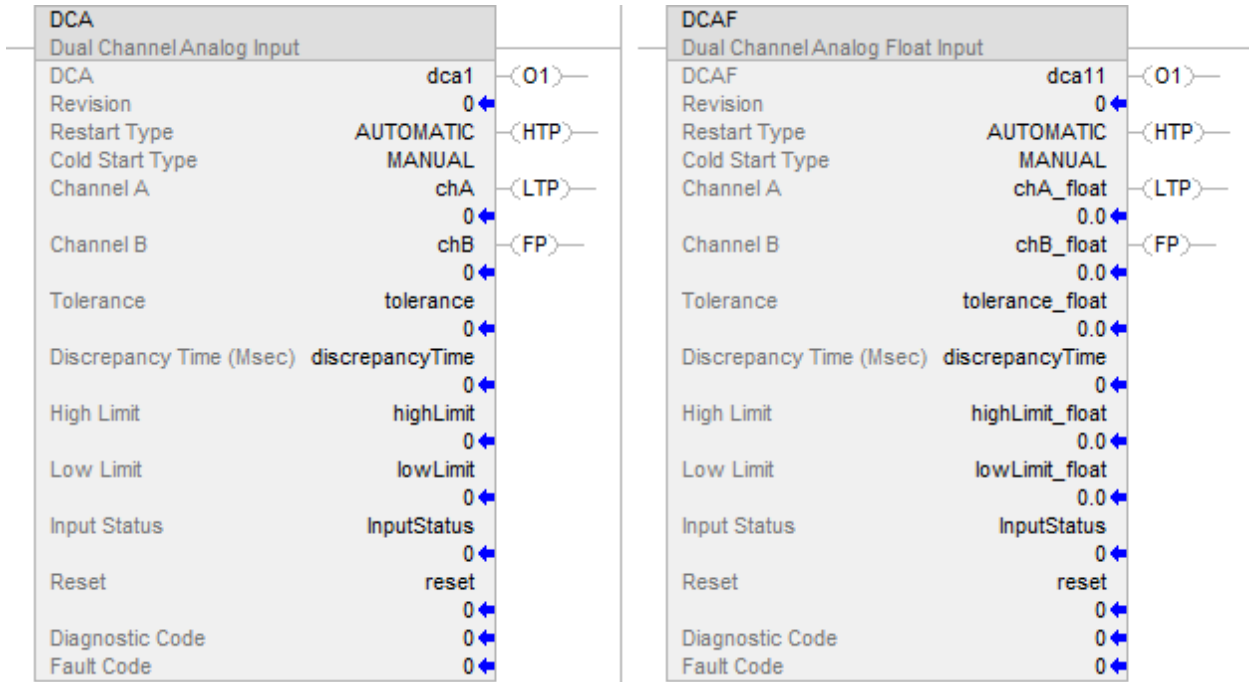 DCA
Dual Channel Analog Input
DCA dca1 (O1)
Revision 0
Restart Type AUTOMATIC (HTP)
Cold Start Type MANUAL
Channel A chA (LTP)
0
Channel B chB (FP)
0
Tolerance tolerance
0
Discrepancy Time (Msec) discrepancyTime
0
High Limit highLimit
0
Low Limit lowLimit
0
Input Status InputStatus
0
Reset reset
0
Diagnostic Code 0
Fault Code 0
DCAF
Dual Channel Analog Float Input
DCAF dca11 (O1)
Revision 0
Restart Type AUTOMATIC (HTP)
Cold Start Type MANUAL
Channel A chA_float (LTP)
0.0
Channel B chB_float (FP)
0.0
Tolerance tolerance_float
0.0
Discrepancy Time (Msec) discrepancyTime
0
High Limit highLimit_float
0.0
Low Limit lowLimit_float
0.0
Input Status InputStatus
0
Reset reset
0
Diagnostic Code 0
Fault Code 0